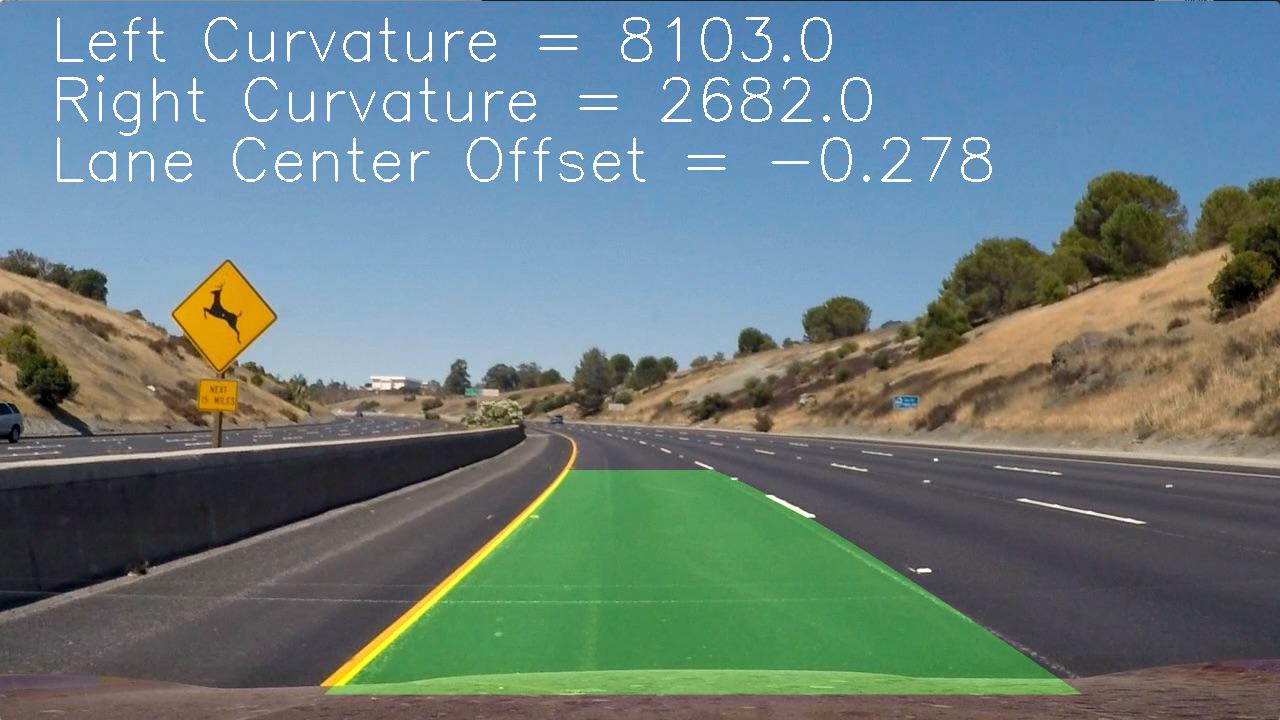 Left Curvature = 8103.0
Right Curvature = 2682.0
Lane Center Offset = -0.278
NEXT
15 MILES